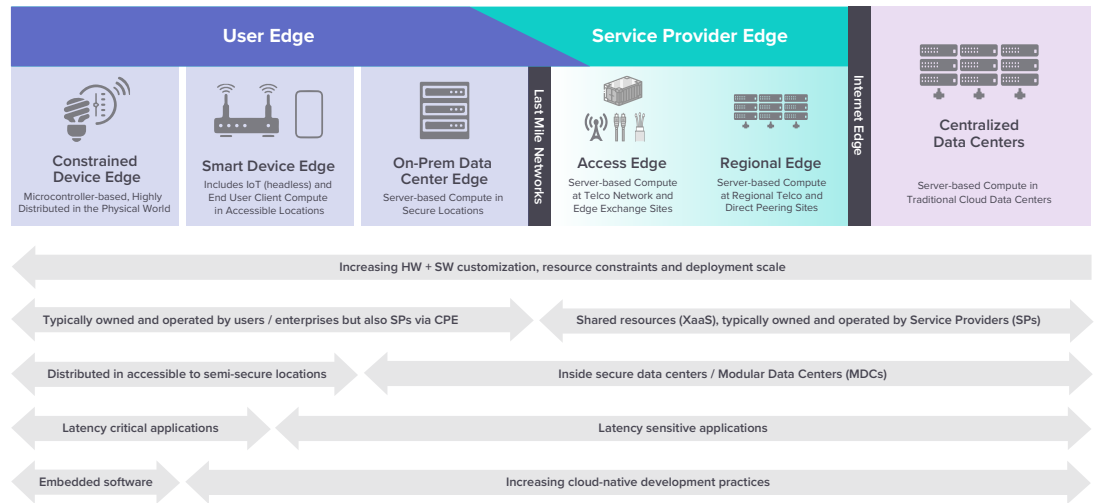 User Edge
Service Provider Edge
Last Mile Networks
Internet Edge
Constrained
Device Edge
Microcontroller-based, Highly
Distributed in the Physical World
Smart Device Edge
Includes IoT (headless) and
End User Client Compute
in Accessible Locations
On-Prem Data
Center Edge
Server-based Compute in
Secure Locations
Access Edge
Server-based Compute
at Telco Network and
Edge Exchange Sites
Regional Edge
Server-based Compute
at Regional Telco and
Direct Peering Sites
Centralized
Data Centers
Server-based Compute in
Traditional Cloud Data Centers
Increasing HW + SW customization, resource constraints and deployment scale
Typically owned and operated by users / enterprises but also SPs via CPE
Shared resources (XaaS), typically owned and operated by Service Providers (SPs)
Distributed in accessible to semi-secure locations
Inside secure data centers / Modular Data Centers (MDCs)
Latency critical applications
Latency sensitive applications
Embedded software
Increasing cloud-native development practices